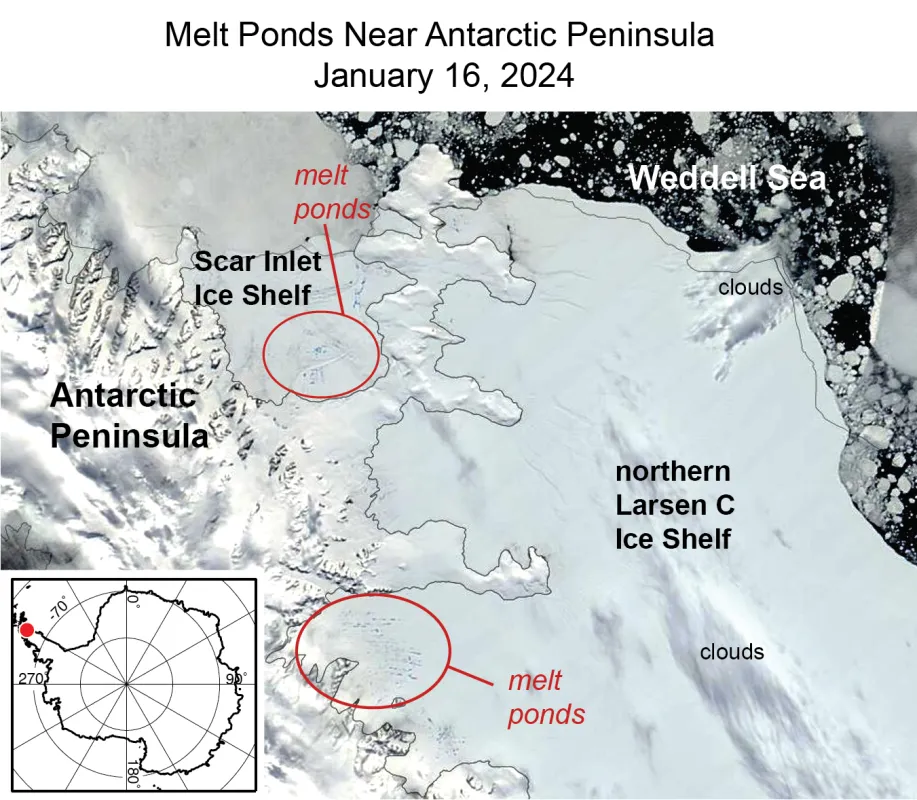 Melt Ponds Near Antarctic Peninsula
January 16, 2024
melt
ponds
Weddell Sea
Scar Inlet
Ice Shelf
clouds
Antarctic
Peninsula
northern
Larsen C
Ice Shelf
-70°
0°
270°
90°
180°
clouds
melt
ponds